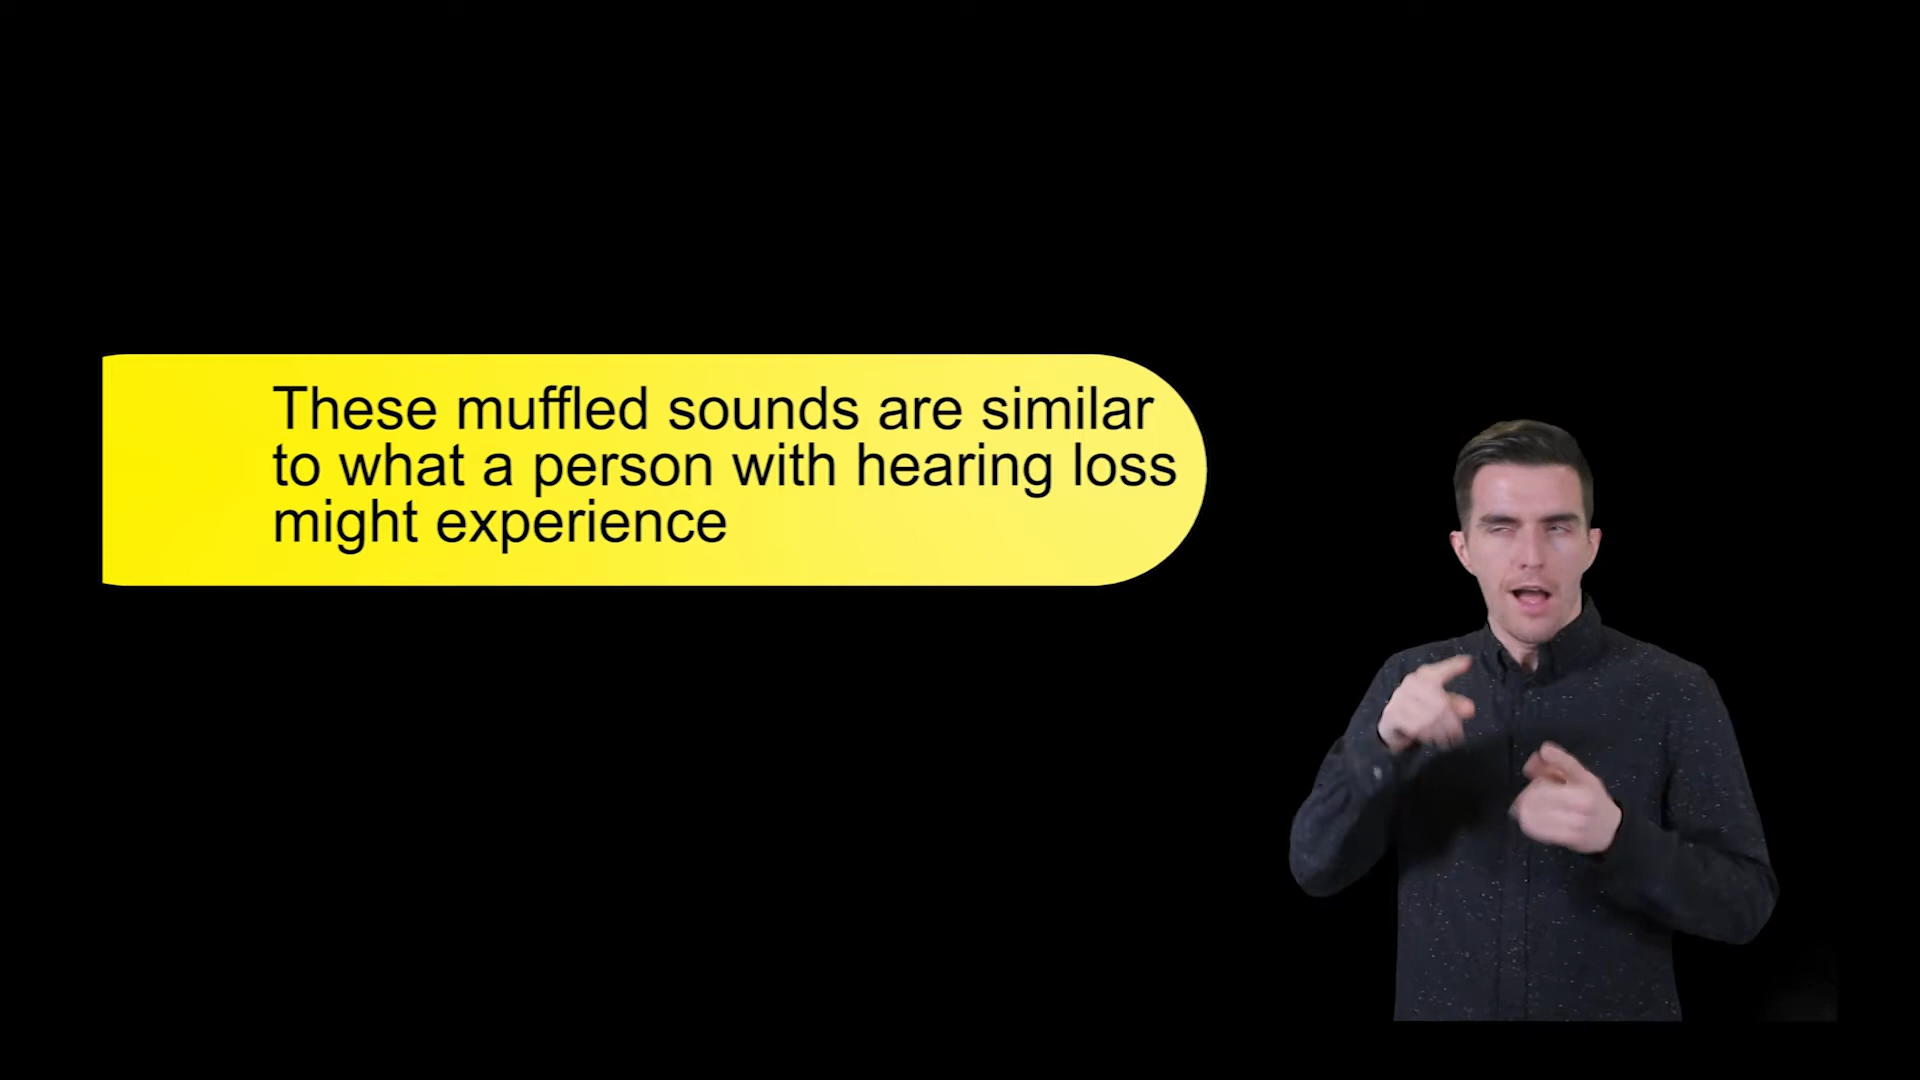 These muffled sounds are similar
to what a person with hearing loss
might experience